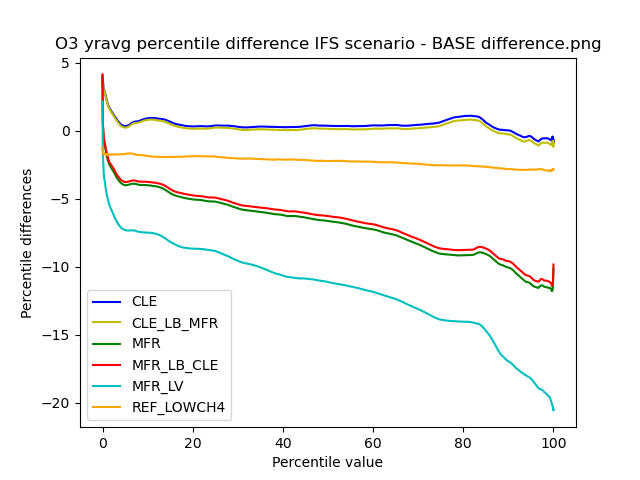 O3 yravg percentile difference IFS scenario - BASE difference.png
Percentile differences
5
0
−5
−10
−15
−20
CLE
CLE_LB_MFR
MFR
MFR_LB_CLE
MFR_LV
REF_LOWCH4
0 20 40 60 80 100
Percentile value